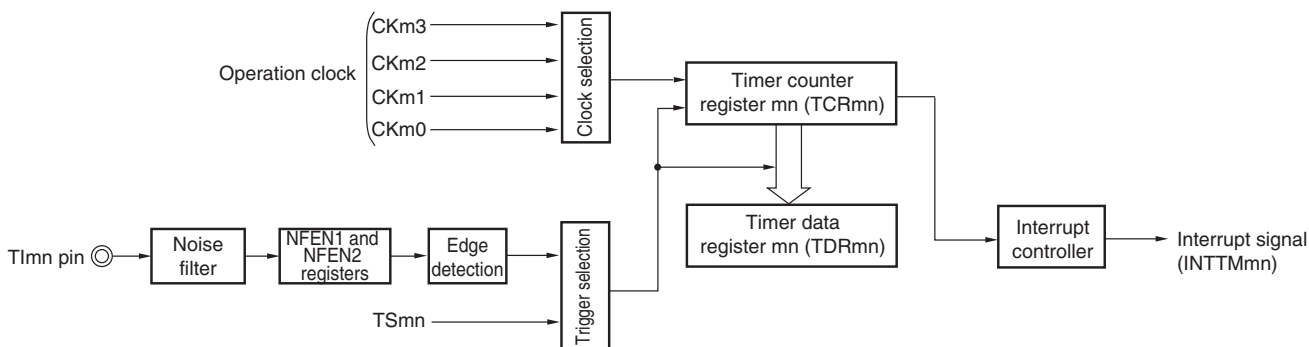 CKm3
CKm2
Operation clock
CKm1
CKm0
Clock selection
Timer counter
register mn (TCRmn)
Timer data
register mn (TDRmn)
TImn pin
Noise
filter
NFEN1 and
NFEN2
registers
Edge
detection
TSmn
Trigger selection
Interrupt
controller
Interrupt signal
(INTTMmn)